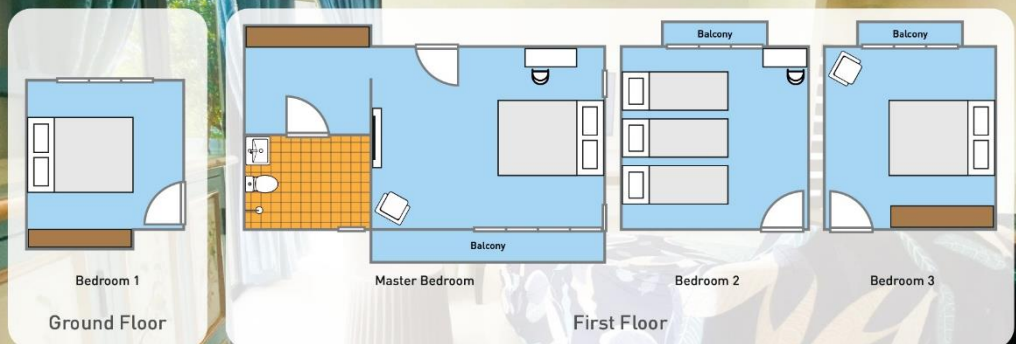 Balcony
Balcony
Balcony
Bedroom 1
Master Bedroom
Bedroom 2
Bedroom 3
Ground Floor
First Floor